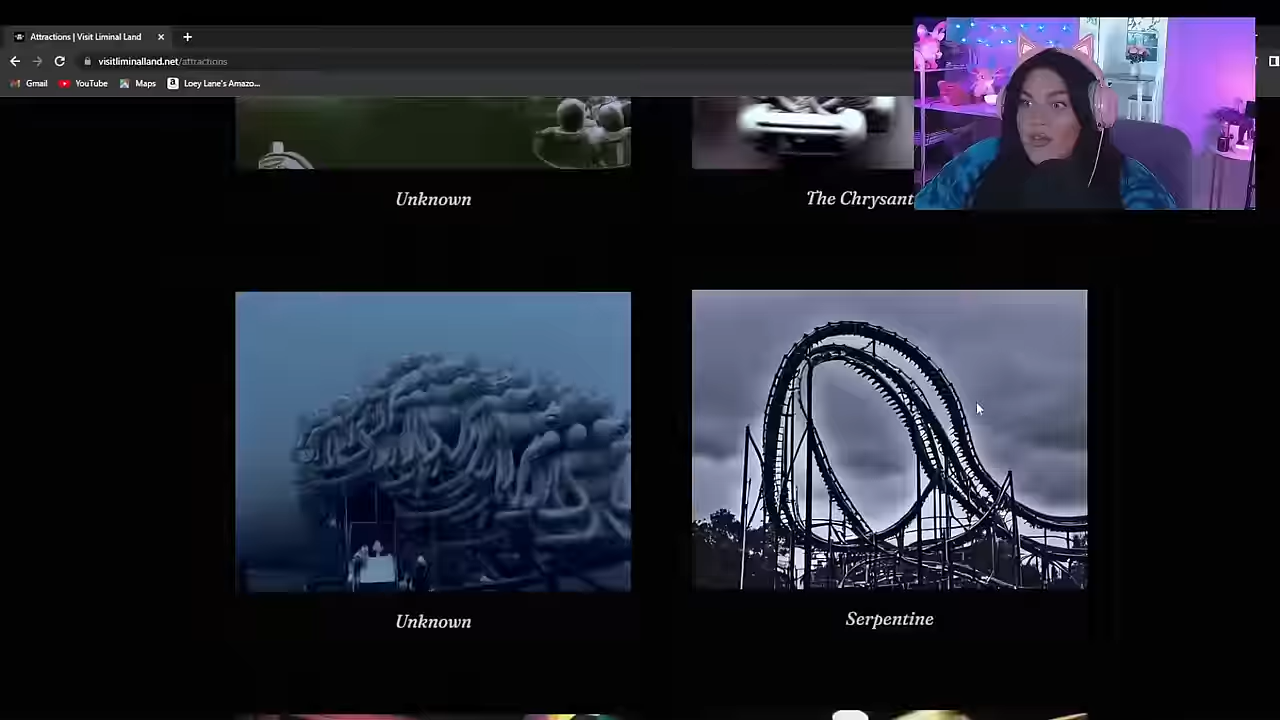 Attractions | Visit Liminal Land
visitliminalland.net/attractions
Gmail YouTube Maps Loey Lane's Amazo...
Unknown
The Chrysant
Unknown
Serpentine